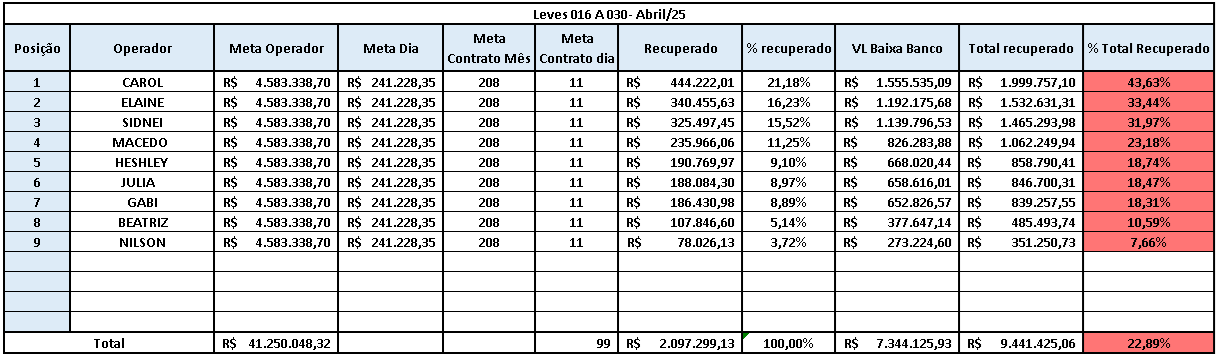 Leves 016 A 030- Abril/25
Posição Operador Meta Operador Meta Dia Meta Contrato Mês Meta Contrato dia Recuperado % recuperado VL Baixa Banco Total recuperado % Total Recuperado
1 CAROL R$ 4.583.338,70 R$ 241.228,35 208 11 R$ 444.222,01 21,18% R$ 1.555.535,09 R$ 1.999.757,10 43,63%
2 ELAINE R$ 4.583.338,70 R$ 241.228,35 208 11 R$ 340.455,63 16,23% R$ 1.192.175,68 R$ 1.532.631,31 33,44%
3 SIDNEI R$ 4.583.338,70 R$ 241.228,35 208 11 R$ 325.497,45 15,52% R$ 1.139.796,53 R$ 1.465.293,98 31,97%
4 MACEDO R$ 4.583.338,70 R$ 241.228,35 208 11 R$ 235.966,06 11,25% R$ 826.283,88 R$ 1.062.249,94 23,18%
5 HESHLEY R$ 4.583.338,70 R$ 241.228,35 208 11 R$ 190.769,97 9,10% R$ 668.020,44 R$ 858.790,41 18,74%
6 JULIA R$ 4.583.338,70 R$ 241.228,35 208 11 R$ 188.084,30 8,97% R$ 658.616,01 R$ 846.700,31 18,47%
7 GABI R$ 4.583.338,70 R$ 241.228,35 208 11 R$ 186.430,98 8,89% R$ 652.826,57 R$ 839.257,55 18,31%
8 BEATRIZ R$ 4.583.338,70 R$ 241.228,35 208 11 R$ 107.846,60 5,14% R$ 377.647,14 R$ 485.493,74 10,59%
9 NILSON R$ 4.583.338,70 R$ 241.228,35 208 11 R$ 78.026,13 3,72% R$ 273.224,60 R$ 351.250,73 7,66%
Total R$ 41.250.048,32 99 R$ 2.097.299,13 100,00% R$ 7.344.125,93 R$ 9.441.425,06 22,89%